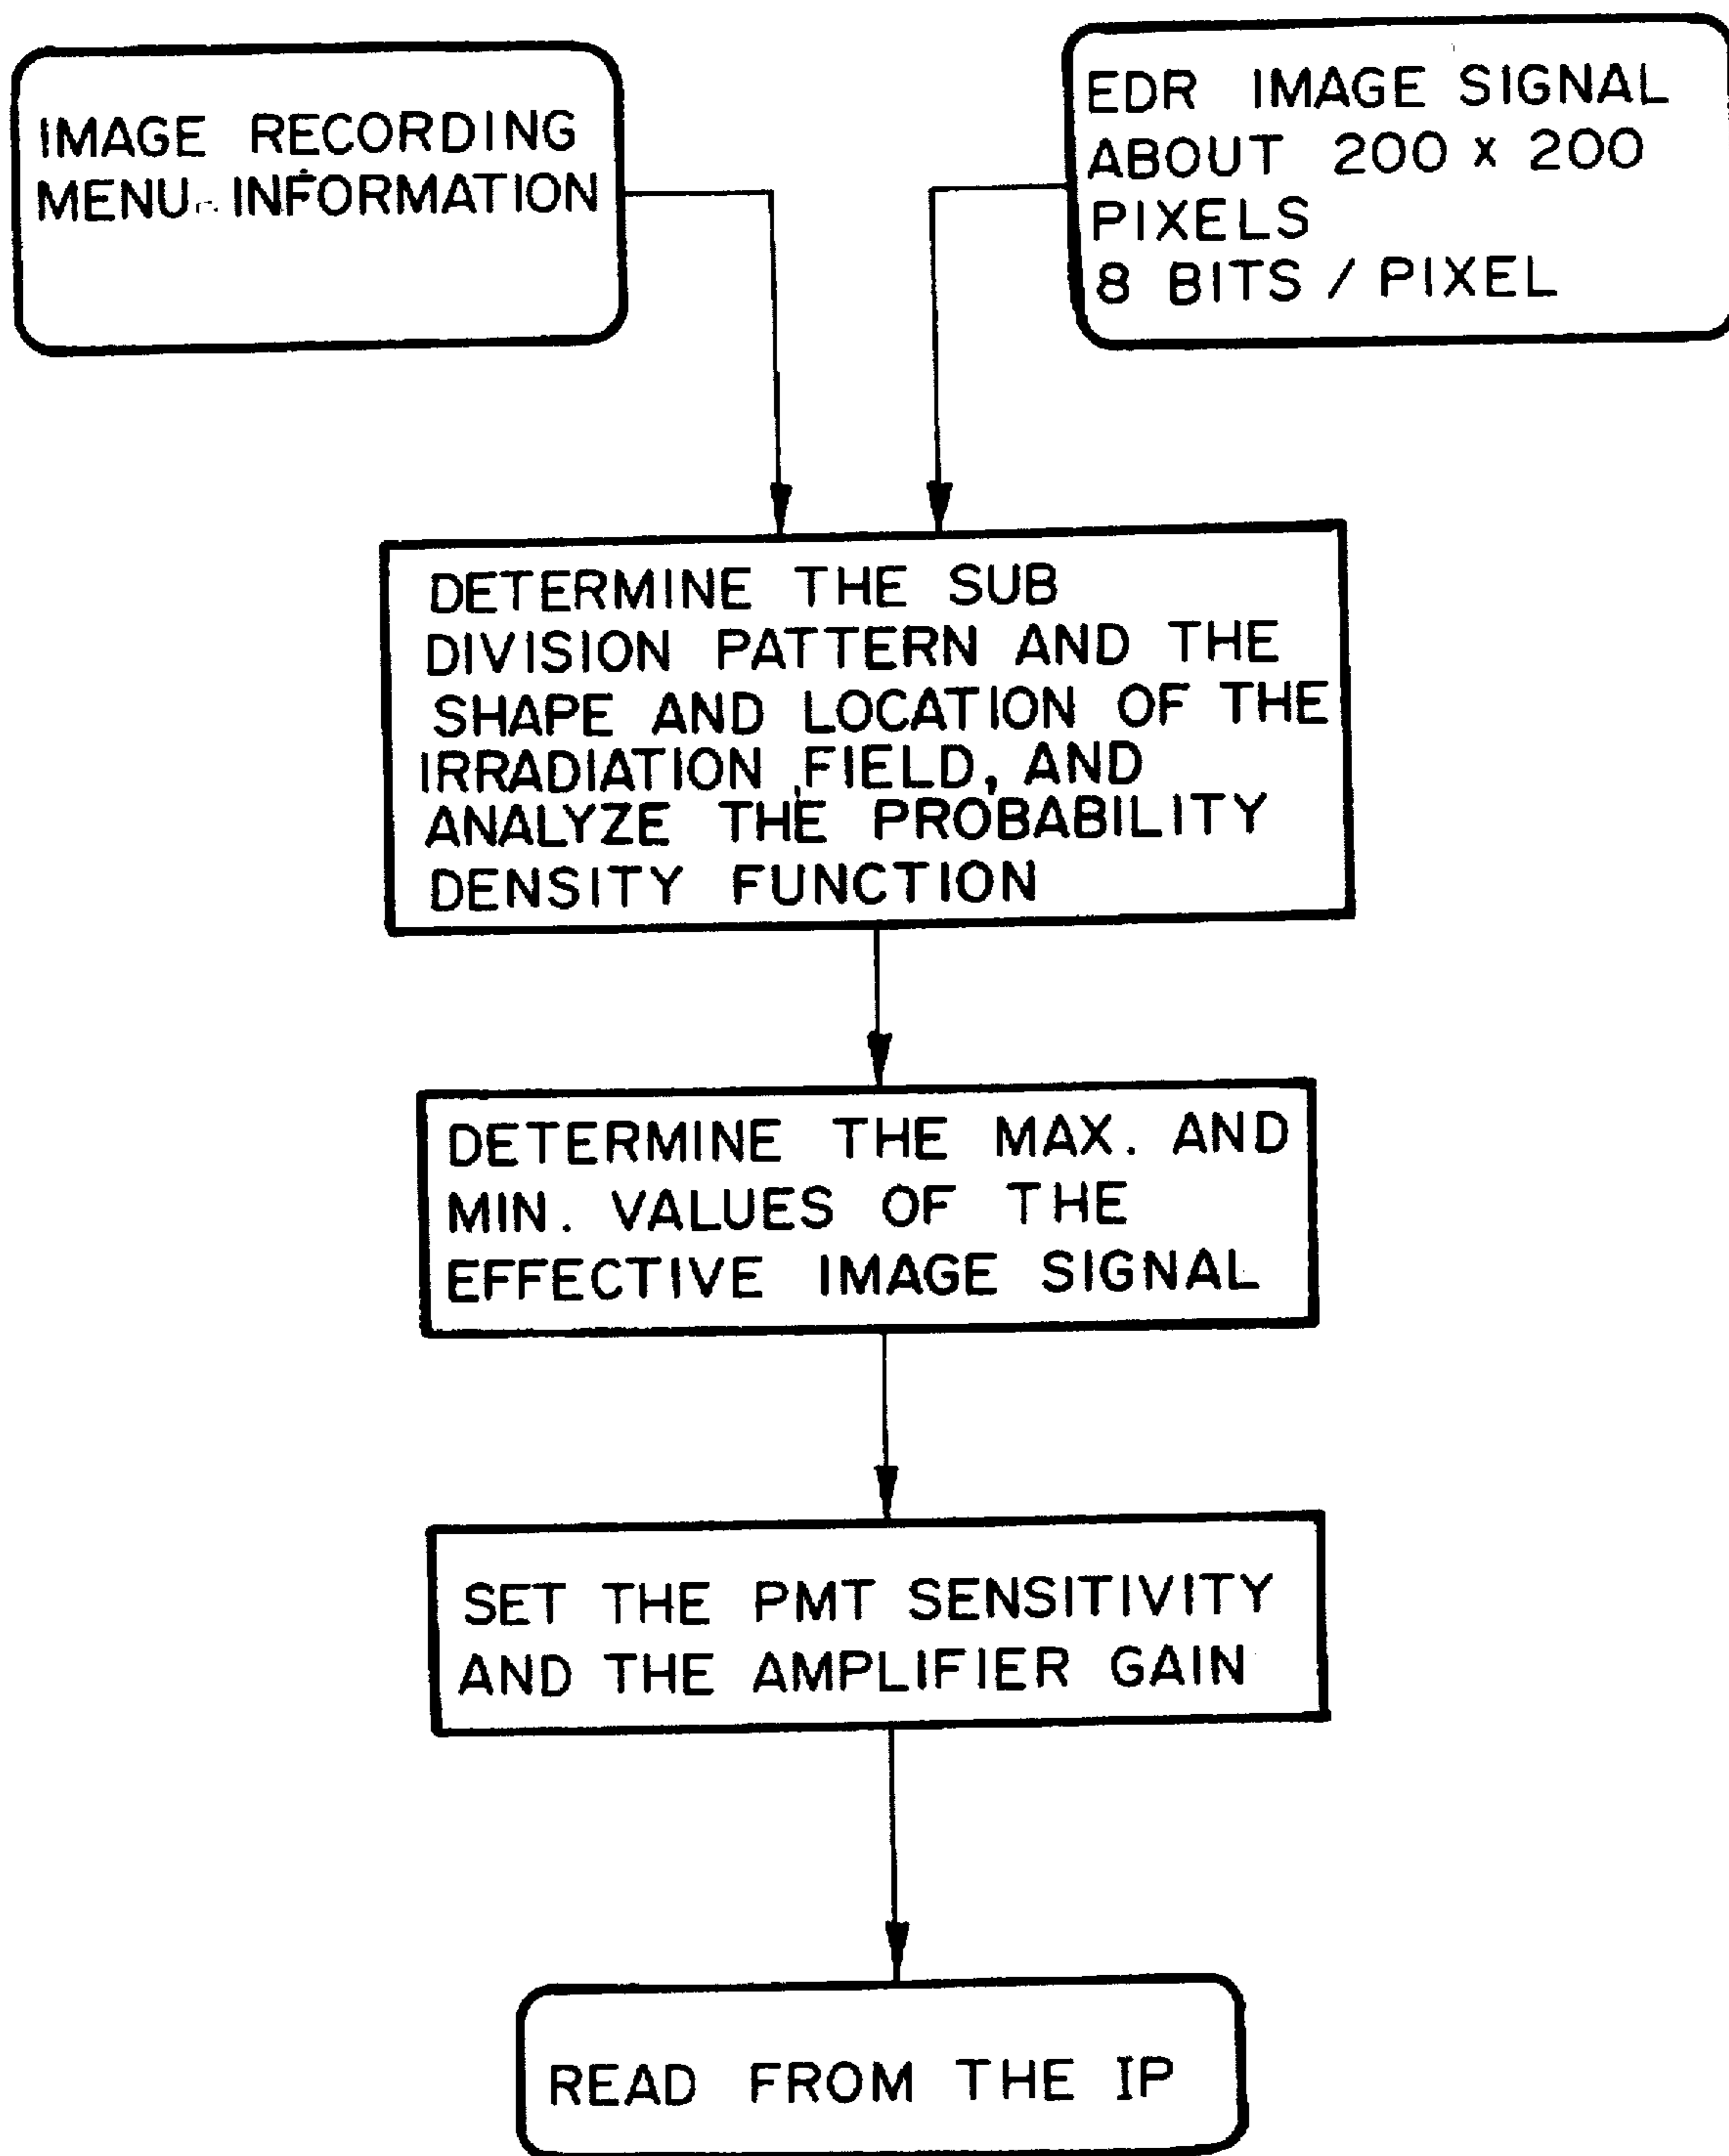 IMAGE RECORDING
MENU INFORMATION
EDR IMAGE SIGNAL
ABOUT 200 x 200
PIXELS
8 BITS / PIXEL
DETERMINE THE SUB
DIVISION PATTERN AND THE
SHAPE AND LOCATION OF THE
IRRADIATION FIELD, AND
ANALYZE THE PROBABILITY
DENSITY FUNCTION
DETERMINE THE MAX. AND
MIN. VALUES OF THE
EFFECTIVE IMAGE SIGNAL
SET THE PMT SENSITIVITY
AND THE AMPLIFIER GAIN
READ FROM THE IP